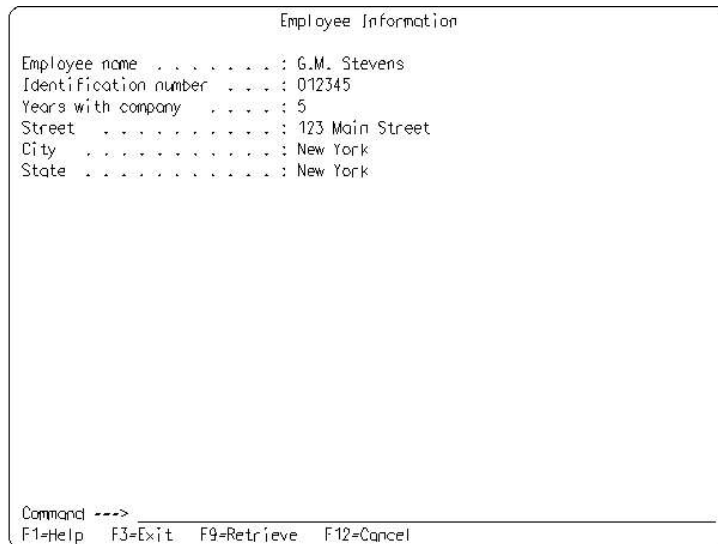 Employee Information
Employee name . . . . . . . : G.M. Stevens
Identification number . . . : 012345
Years with company . . . . : 5
Street . . . . . . . . . . : 123 Main Street
City . . . . . . . . . . . : New York
State . . . . . . . . . . . : New York
Command --->
F1=Help F3=Exit F9=Retrieve F12=Cancel